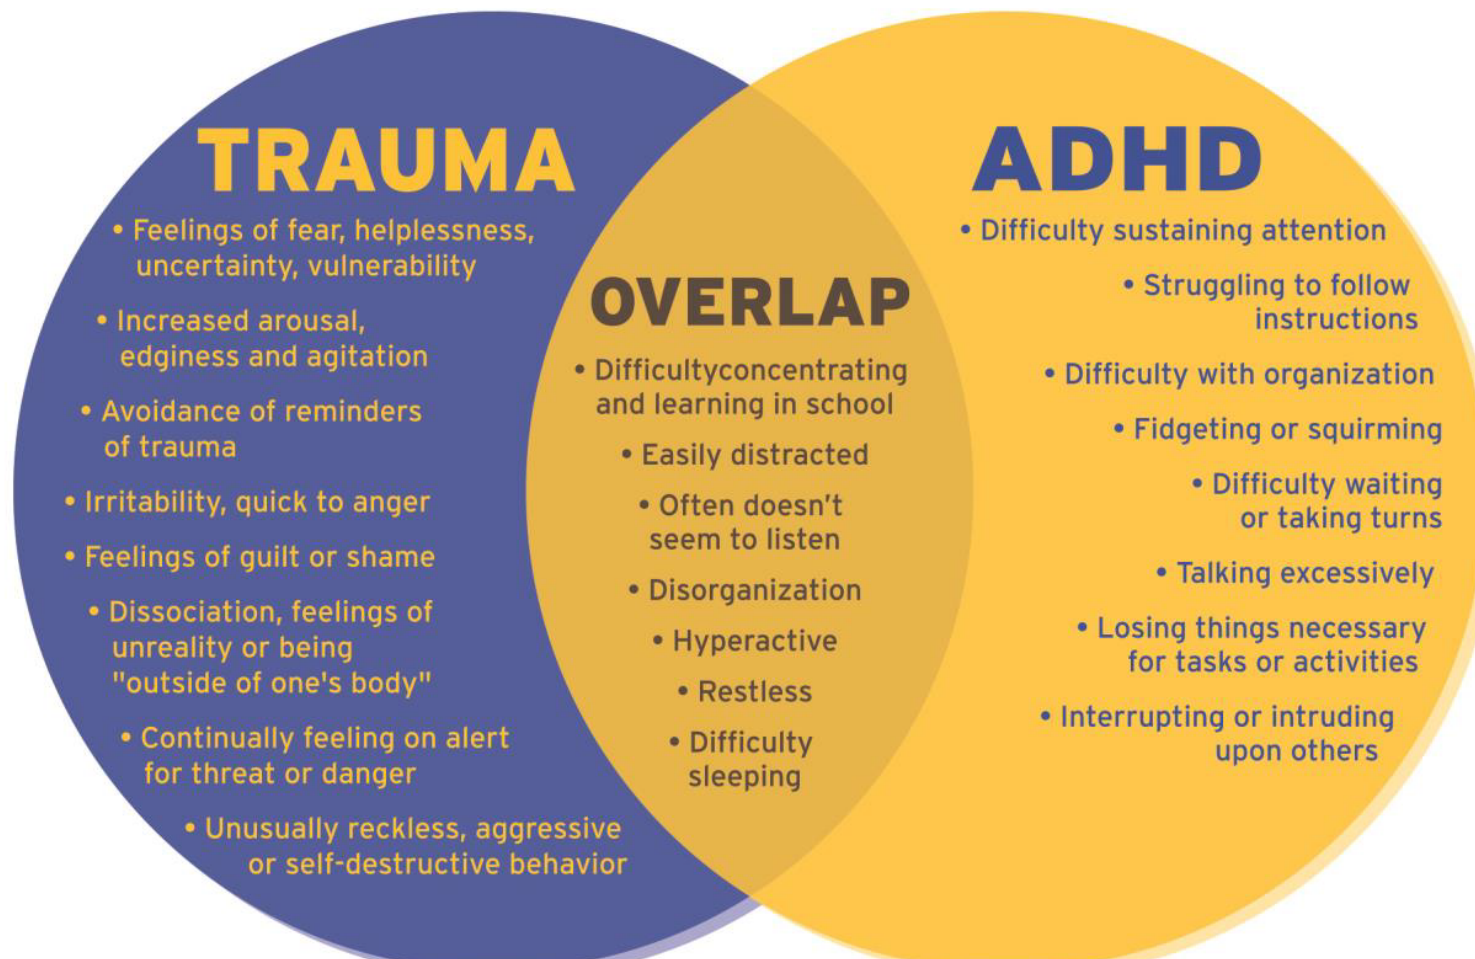 TRAUMA
• Feelings of fear, helplessness,
uncertainty, vulnerability
• Increased arousal,
edginess and agitation
• Avoidance of reminders
of trauma
• Irritability, quick to anger
• Feelings of guilt or shame
• Dissociation, feelings of
unreality or being
"outside of one's body"
• Continually feeling on alert
for threat or danger
• Unusually reckless, aggressive
or self-destructive behavior
OVERLAP
• Difficultyconcentrating
and learning in school
• Easily distracted
• Often doesn’t
seem to listen
• Disorganization
• Hyperactive
• Restless
• Difficulty
sleeping
ADHD
• Difficulty sustaining attention
• Struggling to follow
instructions
• Difficulty with organization
• Fidgeting or squirming
• Difficulty waiting
or taking turns
• Talking excessively
• Losing things necessary
for tasks or activities
• Interrupting or intruding
upon others